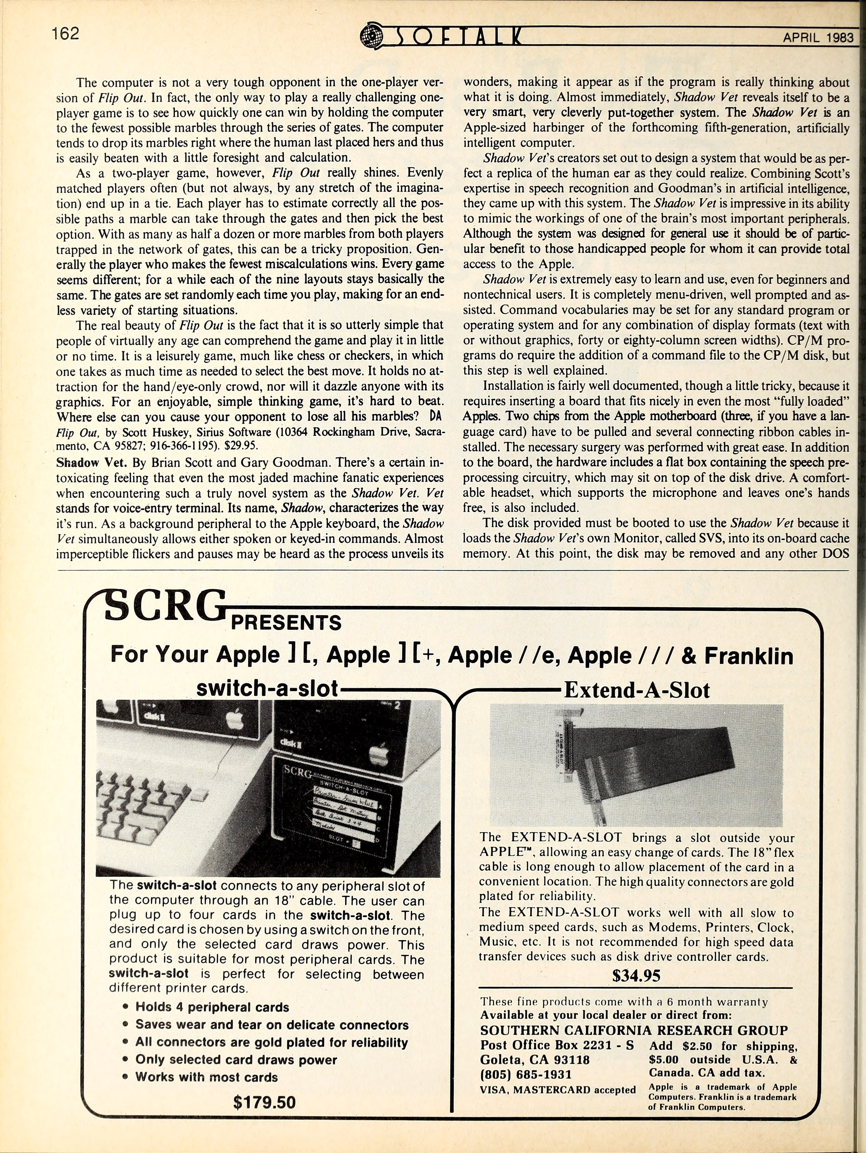 162
SOFTALK
APRIL 1983
The computer is not a very tough opponent in the one-player ver-
sion of Flip Out. In fact, the only way to play a really challenging one-
player game is to see how quickly one can win by holding the computer
to the fewest possible marbles through the series of gates. The computer
tends to drop its marbles right where the human last placed hers and thus
is easily beaten with a little foresight and calculation.
As a two-player game, however, Flip Out really shines. Evenly
matched players often (but not always, by any stretch of the imagina-
tion) end up in a tie. Each player has to estimate correctly all the pos-
sible paths a marble can take through the gates and then pick the best
option. With as many as half a dozen or more marbles from both players
trapped in the network of gates, this can be a tricky proposition. Gen-
erally the player who makes the fewest miscalculations wins. Every game
seems different; for a while each of the nine layouts stays basically the
same. The gates are set randomly each time you play, making for an end-
less variety of starting situations.
The real beauty of Flip Out is the fact that it is so utterly simple that
people of virtually any age can comprehend the game and play it in little
or no time. It is a leisurely game, much like chess or checkers, in which
one takes as much time as needed to select the best move. It holds no at-
traction for the hand/eye-only crowd, nor will it dazzle anyone with its
graphics. For an enjoyable, simple thinking game, it's hard to beat.
Where else can you cause your opponent to lose all his marbles? DA
Flip Out, by Scott Huskey, Sirius Software (10364 Rockingham Drive, Sacra-
mento, CA 95827; 916-366-1195). $29.95.
Shadow Vet. By Brian Scott and Gary Goodman. There's a certain in-
toxicating feeling that even the most jaded machine fanatic experiences
when encountering such a truly novel system as the Shadow Vet. Vet
stands for voice-entry terminal. Its name, Shadow, characterizes the way
it's run. As a background peripheral to the Apple keyboard, the Shadow
Vet simultaneously allows either spoken or keyed-in commands. Almost
imperceptible flickers and pauses may be heard as the process unveils its
wonders, making it appear as if the program is really thinking about
what it is doing. Almost immediately, Shadow Vet reveals itself to be a
very smart, very cleverly put-together system. The Shadow Vet is an
Apple-sized harbinger of the forthcoming fifth-generation, artificially
intelligent computer.
Shadow Vet's creators set out to design a system that would be as per-
fect a replica of the human ear as they could realize. Combining Scott's
expertise in speech recognition and Goodman's in artificial intelligence,
they came up with this system. The Shadow Vet is impressive in its ability
to mimic the workings of one of the brain's most important peripherals.
Although the system was designed for general use it should be of partic-
ular benefit to those handicapped people for whom it can provide total
access to the Apple.
Shadow Vet is extremely easy to learn and use, even for beginners and
nontechnical users. It is completely menu-driven, well prompted and as-
sisted. Command vocabularies may be set for any standard program or
operating system and for any combination of display formats (text with
or without graphics, forty or eighty-column screen widths). CP/M pro-
grams do require the addition of a command file to the CP/M disk, but
this step is well explained.
Installation is fairly well documented, though a little tricky, because it
requires inserting a board that fits nicely in even the most "fully loaded"
Apples. Two chips from the Apple motherboard (three, if you have a lan-
guage card) have to be pulled and several connecting ribbon cables in-
stalled. The necessary surgery was performed with great ease. In addition
to the board, the hardware includes a flat box containing the speech pre-
processing circuitry, which may sit on top of the disk drive. A comfort-
able headset, which supports the microphone and leaves one's hands
free, is also included.
The disk provided must be booted to use the Shadow Vet because it
loads the Shadow Vet's own Monitor, called SVS, into its on-board cache
memory. At this point, the disk may be removed and any other DOS
SCRG PRESENTS
For Your Apple ][, Apple ][+, Apple //e, Apple /// & Franklin
switch-a-slot
disk II
2
disk II
SCRG
SWITCH-A-SLOT
A
SLOT
The switch-a-slot connects to any peripheral slot of
the computer through an 18" cable. The user can
plug up to four cards in the switch-a-slot. The
desired card is chosen by using a switch on the front,
and only the selected card draws power. This
product is suitable for most peripheral cards. The
switch-a-slot is perfect for selecting between
different printer cards.
• Holds 4 peripheral cards
• Saves wear and tear on delicate connectors
• All connectors are gold plated for reliability
• Only selected card draws power
• Works with most cards
$179.50
Extend-A-Slot
The EXTEND-A-SLOT brings a slot outside your
APPLE™, allowing an easy change of cards. The 18" flex
cable is long enough to allow placement of the card in a
convenient location. The high quality connectors are gold
plated for reliability.
The EXTEND-A-SLOT works well with all slow to
medium speed cards, such as Modems, Printers, Clock,
Music, etc. It is not recommended for high speed data
transfer devices such as disk drive controller cards.
$34.95
These fine products come with a 6 month warranty
Available at your local dealer or direct from:
SOUTHERN CALIFORNIA RESEARCH GROUP
Post Office Box 2231 - S
Goleta, CA 93118
(805) 685-1931
VISA, MASTERCARD accepted
Add $2.50 for shipping,
$5.00 outside U.S.A. &
Canada. CA add tax.
Apple is a trademark of Apple
Computers. Franklin is a trademark
of Franklin Computers.